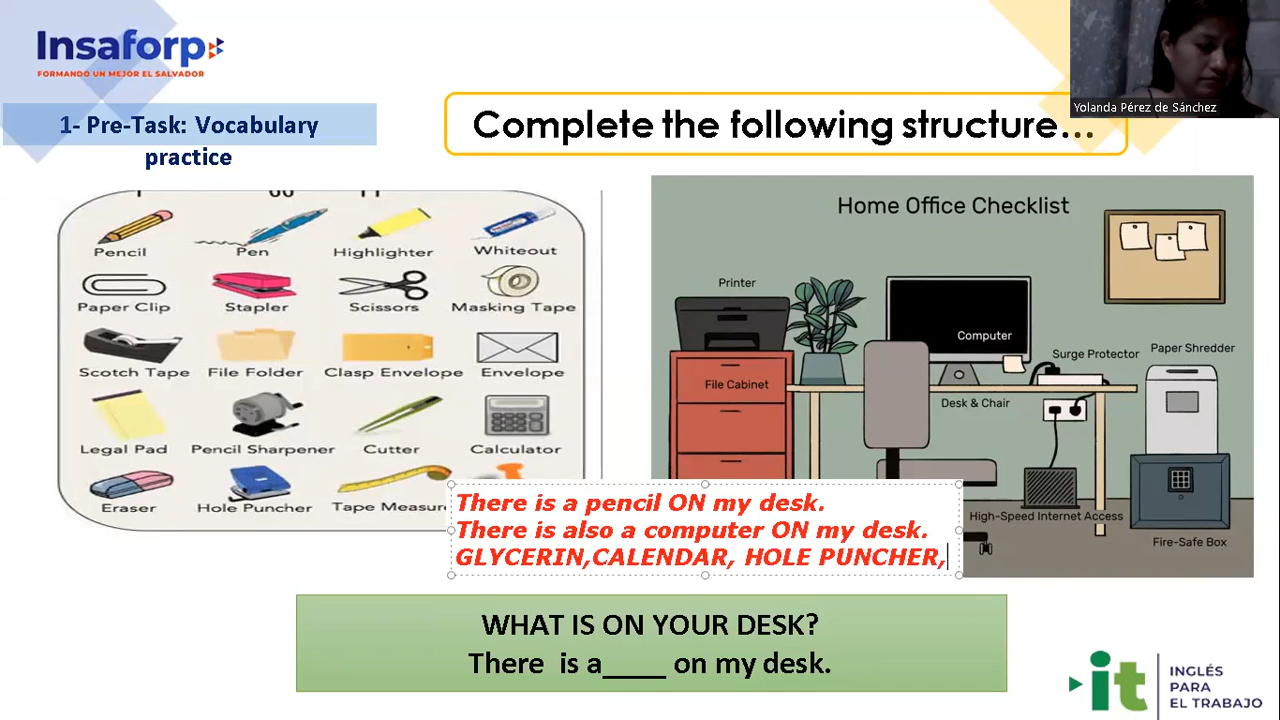 Insaforp
FORMANDO UN MEJOR EL SALVADOR
Yolanda Pérez de Sánchez
1- Pre-Task: Vocabulary
practice
Complete the following structure...
Pencil
Pen
Highlighter
Whiteout
Paper Clip
Stapler
Scissors
Masking Tape
Scotch Tape
File Folder
Clasp Envelope
Envelope
Legal Pad
Pencil Sharpener
Cutter
Calculator
Eraser
Hole Puncher
Tape Measur
Home Office Checklist
Printer
Computer
Surge Protector
Paper Shredder
File Cabinet
Desk & Chair
High-Speed Internet Access
Fire-Safe Box
There is a pencil ON my desk.
There is also a computer ON my desk.
GLYCERIN,CALENDAR, HOLE PUNCHER,
WHAT IS ON YOUR DESK?
There is a____ on my desk.
it
INGLÉS
PARA
EL TRABAJO